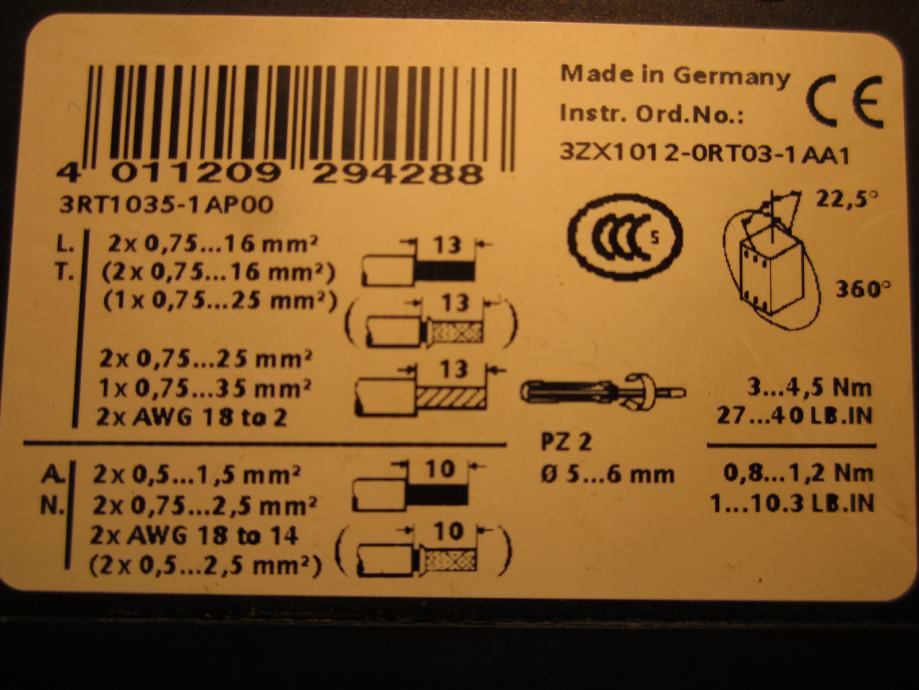 Made in Germany
CE
Instr. Ord.No.:
3ZX1012-0RT03-1AA1
4 011209 294288
3RT1035-1AP00
CCC S
22,5°
360°
L. 2x 0,75...16 mm² 13
T. (2x 0,75...16 mm²)
(1x 0,75...25 mm²) 13
2x 0,75...25 mm² 13
1x 0,75...35 mm²
2x AWG 18 to 2
3...4,5 Nm
27...40 LB.IN
PZ 2
Ø 5...6 mm
A. 2x 0,5...1,5 mm² 10
N. 2x 0,75...2,5 mm²
2x AWG 18 to 14 10
(2x 0,5...2,5 mm²)
0,8...1,2 Nm
1...10.3 LB.IN